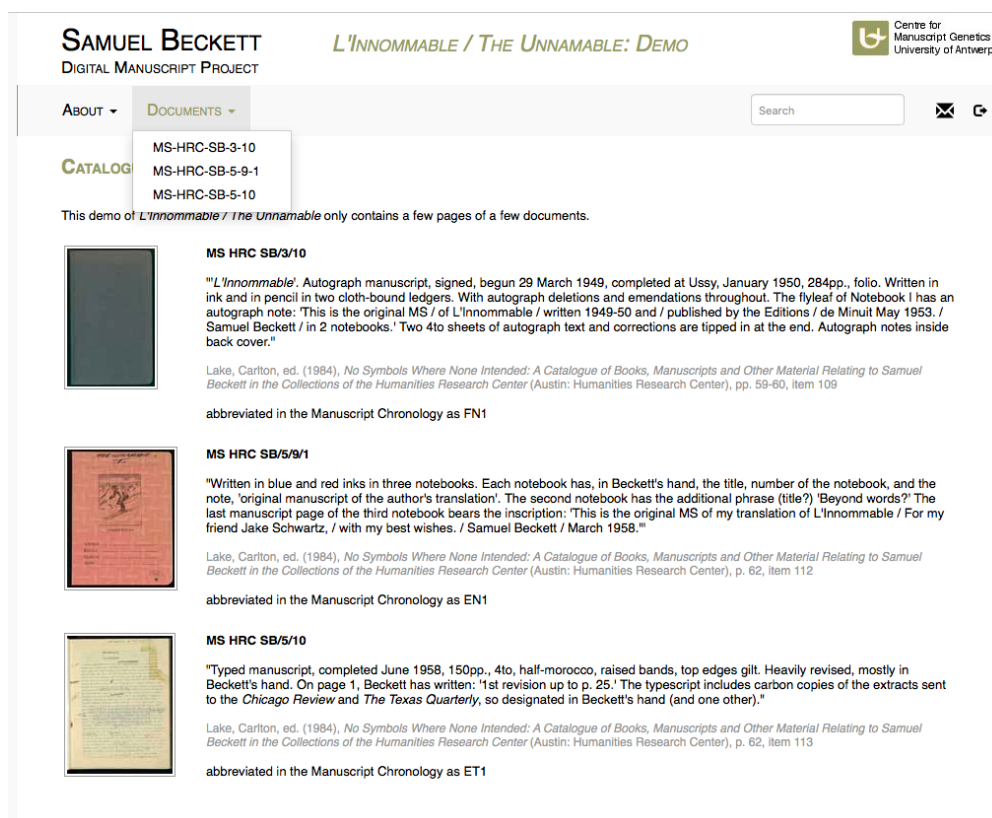 SAMUEL BECKETT
DIGITAL MANUSCRIPT PROJECT
L'INNOMMABLE / THE UNNAMABLE: DEMO
Centre for
Manuscript Genetics
University of Antwerp
ABOUT
DOCUMENTS
Search
MS-HRC-SB-3-10
MS-HRC-SB-5-9-1
MS-HRC-SB-5-10
CATALOG
This demo of L'Innommable / The Unnamable only contains a few pages of a few documents.
MS HRC SB/3/10
"'L'Innommable'. Autograph manuscript, signed, begun 29 March 1949, completed at Ussy, January 1950, 284pp., folio. Written in
ink and in pencil in two cloth-bound ledgers. With autograph deletions and emendations throughout. The flyleaf of Notebook I has an
autograph note: 'This is the original MS / of L'Innommable / written 1949-50 and / published by the Editions / de Minuit May 1953. /
Samuel Beckett / in 2 notebooks.' Two 4to sheets of autograph text and corrections are tipped in at the end. Autograph notes inside
back cover."
Lake, Carlton, ed. (1984), No Symbols Where None Intended: A Catalogue of Books, Manuscripts and Other Material Relating to Samuel
Beckett in the Collections of the Humanities Research Center (Austin: Humanities Research Center), pp. 59-60, item 109
abbreviated in the Manuscript Chronology as FN1
MS HRC SB/5/9/1
"Written in blue and red inks in three notebooks. Each notebook has, in Beckett's hand, the title, number of the notebook, and the
note, 'original manuscript of the author's translation'. The second notebook has the additional phrase (title?) 'Beyond words?' The
last manuscript page of the third notebook bears the inscription: 'This is the original MS of my translation of L'Innommable / For my
friend Jake Schwartz, / with my best wishes. / Samuel Beckett / March 1958.'"
Lake, Carlton, ed. (1984), No Symbols Where None Intended: A Catalogue of Books, Manuscripts and Other Material Relating to Samuel
Beckett in the Collections of the Humanities Research Center (Austin: Humanities Research Center), p. 62, item 112
abbreviated in the Manuscript Chronology as EN1
MS HRC SB/5/10
"Typed manuscript, completed June 1958, 150pp., 4to, half-morocco, raised bands, top edges gilt. Heavily revised, mostly in
Beckett's hand. On page 1, Beckett has written: '1st revision up to p. 25.' The typescript includes carbon copies of the extracts sent
to the Chicago Review and The Texas Quarterly, so designated in Beckett's hand (and one other)."
Lake, Carlton, ed. (1984), No Symbols Where None Intended: A Catalogue of Books, Manuscripts and Other Material Relating to Samuel
Beckett in the Collections of the Humanities Research Center (Austin: Humanities Research Center), p. 62, item 113
abbreviated in the Manuscript Chronology as ET1